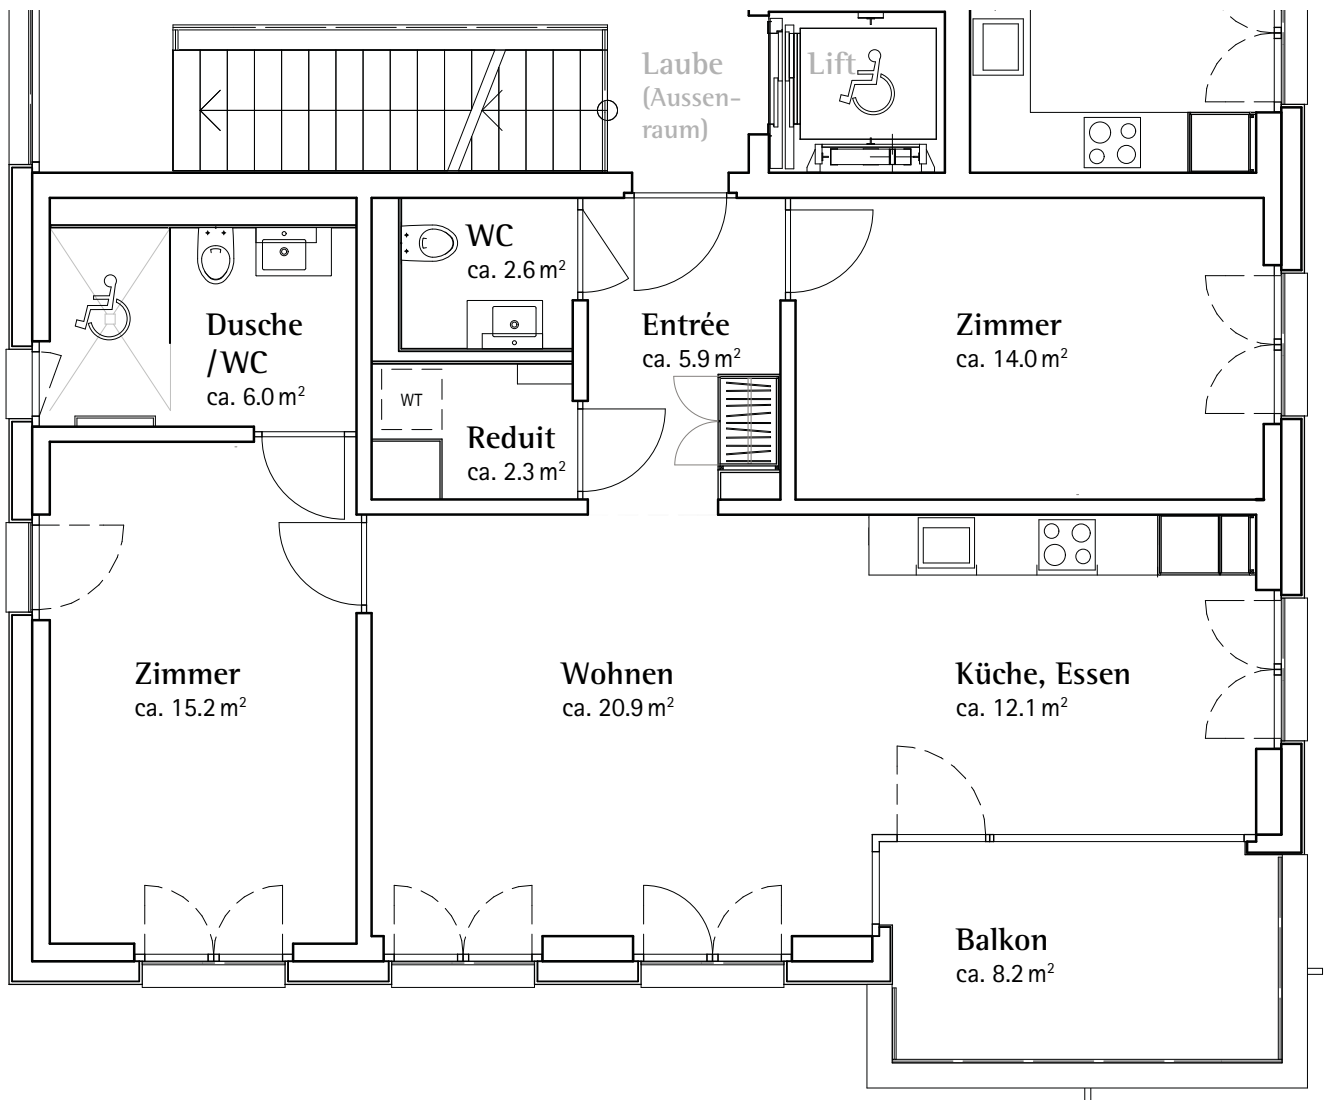 Laube
(Aussen-
raum)
Lift
WC
ca. 2.6 m²
Dusche
/WC
ca. 6.0 m²
Entrée
ca. 5.9 m²
Zimmer
ca. 14.0 m²
WT
Reduit
ca. 2.3 m²
Zimmer
ca. 15.2 m²
Wohnen
ca. 20.9 m²
Küche, Essen
ca. 12.1 m²
Balkon
ca. 8.2 m²